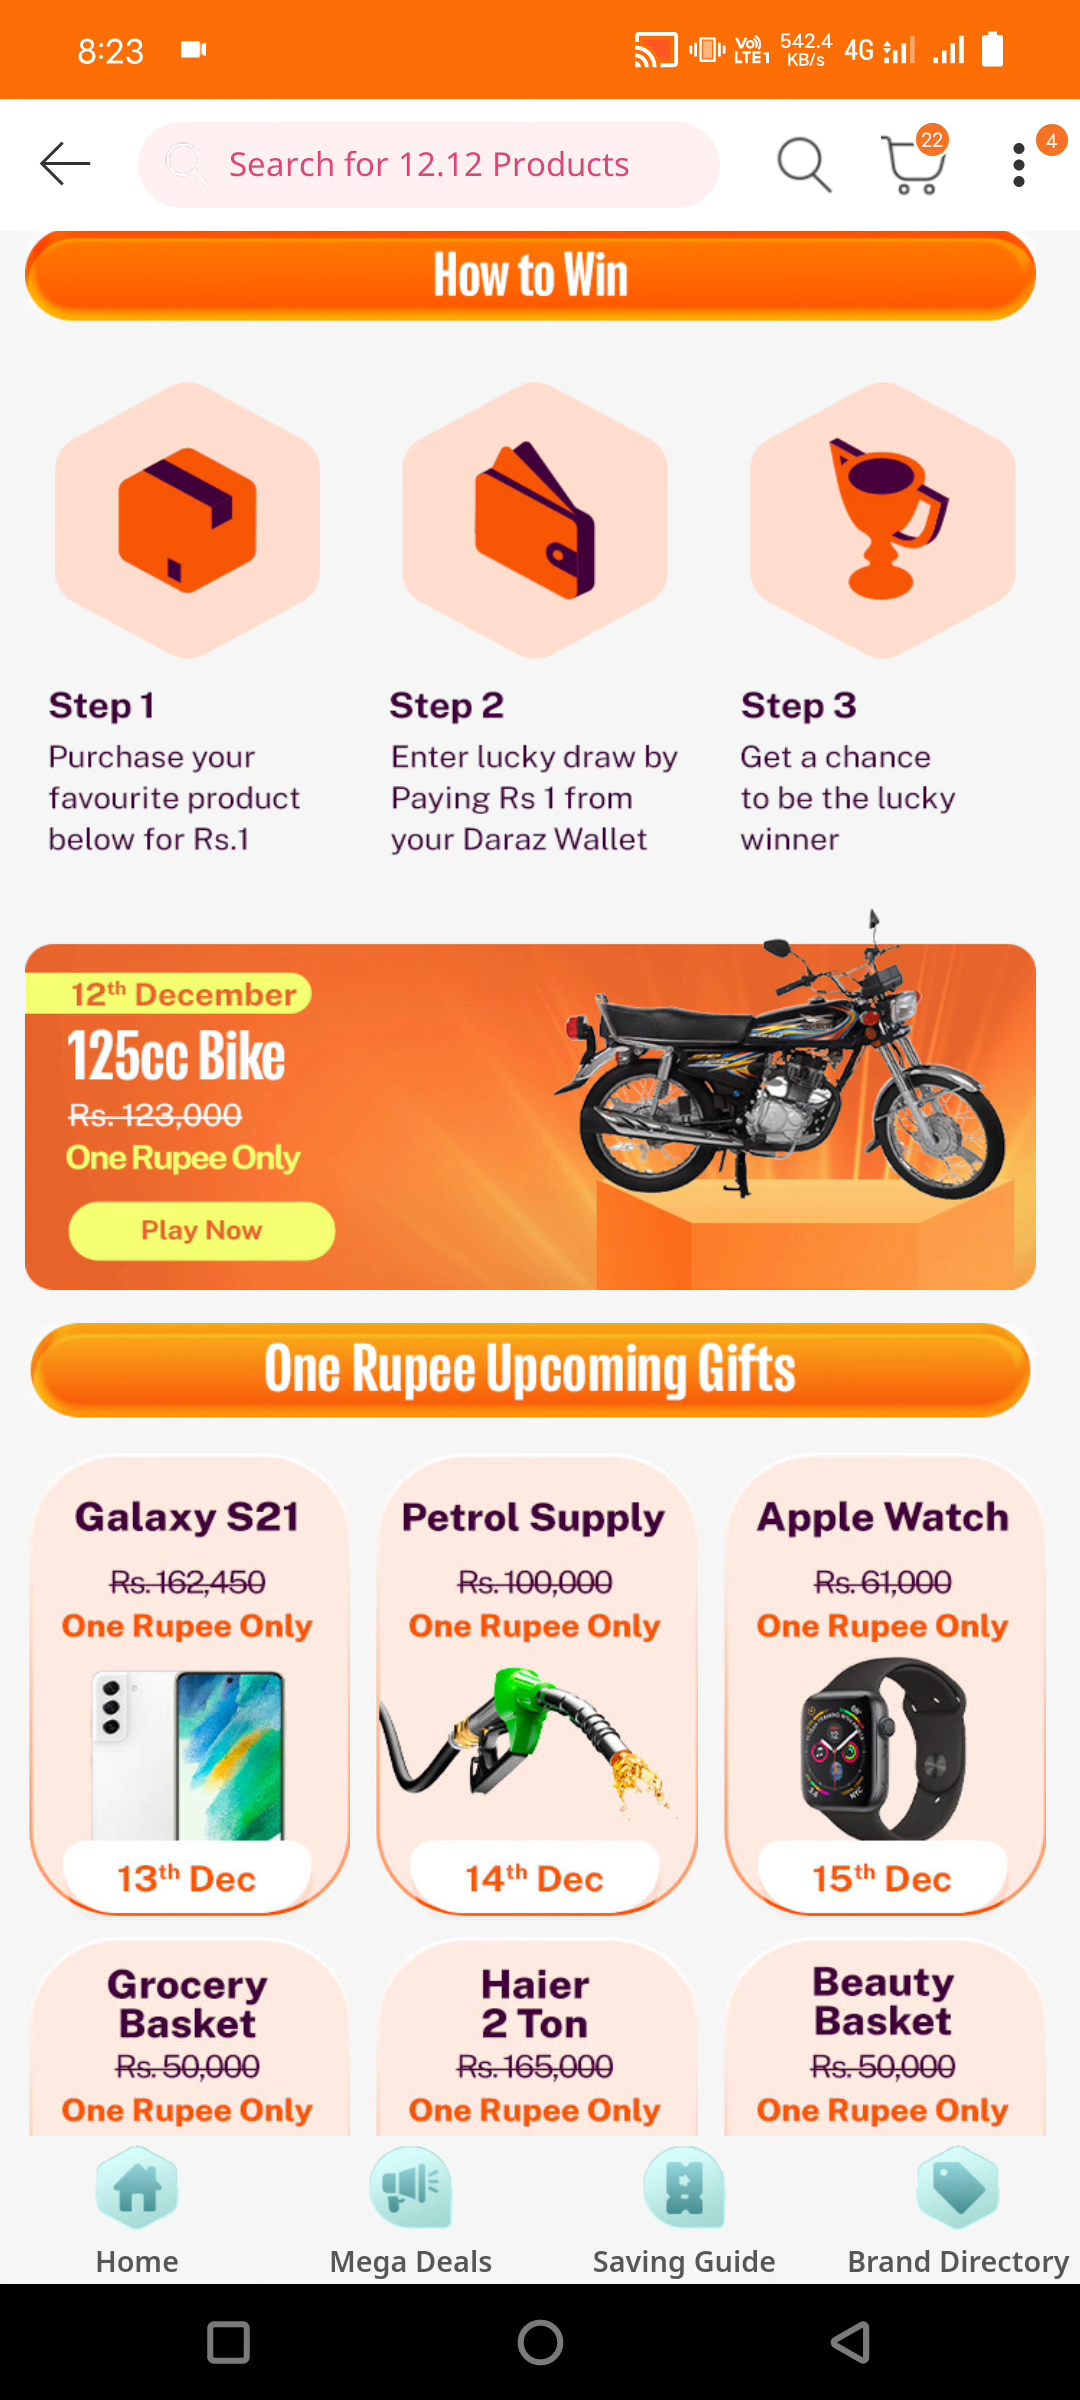 8:23
Vo)) LTE1
542.4 KB/s
4G
Search for 12.12 Products
22
4
How to Win
Step 1
Purchase your
favourite product
below for Rs.1
Step 2
Enter lucky draw by
Paying Rs 1 from
your Daraz Wallet
Step 3
Get a chance
to be the lucky
winner
12th December
125cc Bike
Rs. 123,000
One Rupee Only
Play Now
One Rupee Upcoming Gifts
Galaxy S21
Rs. 162,450
One Rupee Only
13th Dec
Petrol Supply
Rs. 100,000
One Rupee Only
14th Dec
Apple Watch
Rs. 61,000
One Rupee Only
15th Dec
Grocery
Basket
Rs. 50,000
One Rupee Only
Haier
2 Ton
Rs. 165,000
One Rupee Only
Beauty
Basket
Rs. 50,000
One Rupee Only
Home
Mega Deals
Saving Guide
Brand Directory